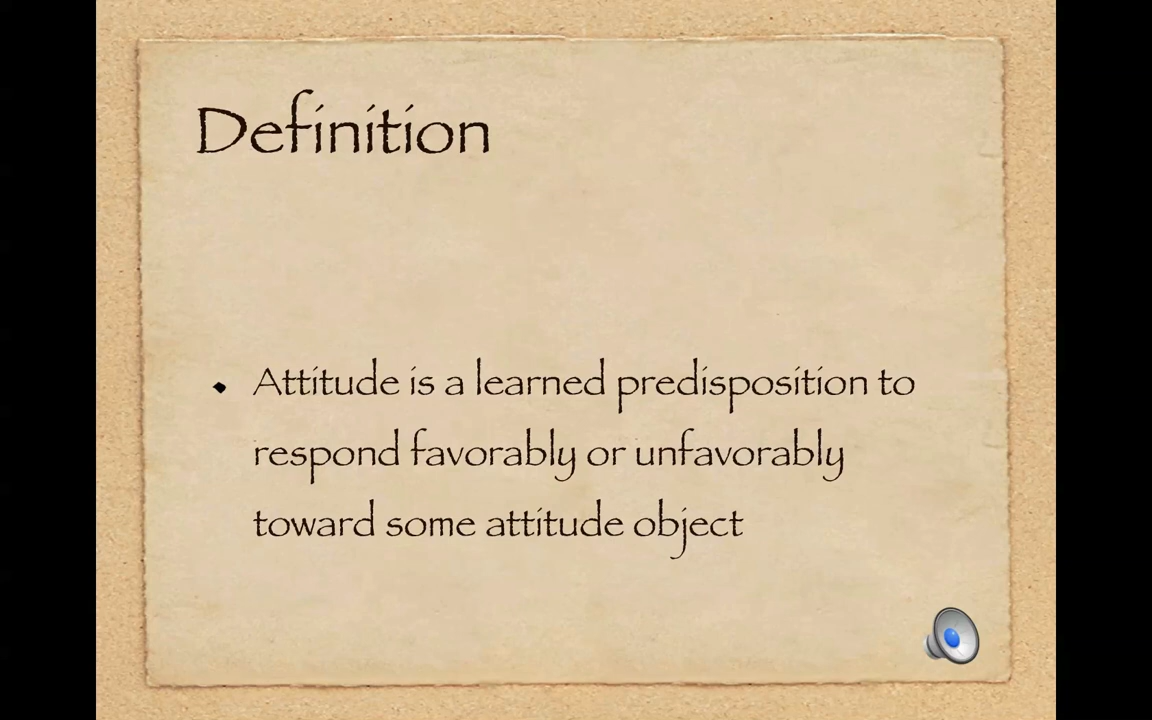 Definition
• Attitude is a learned predisposition to
respond favorably or unfavorably
toward some attitude object